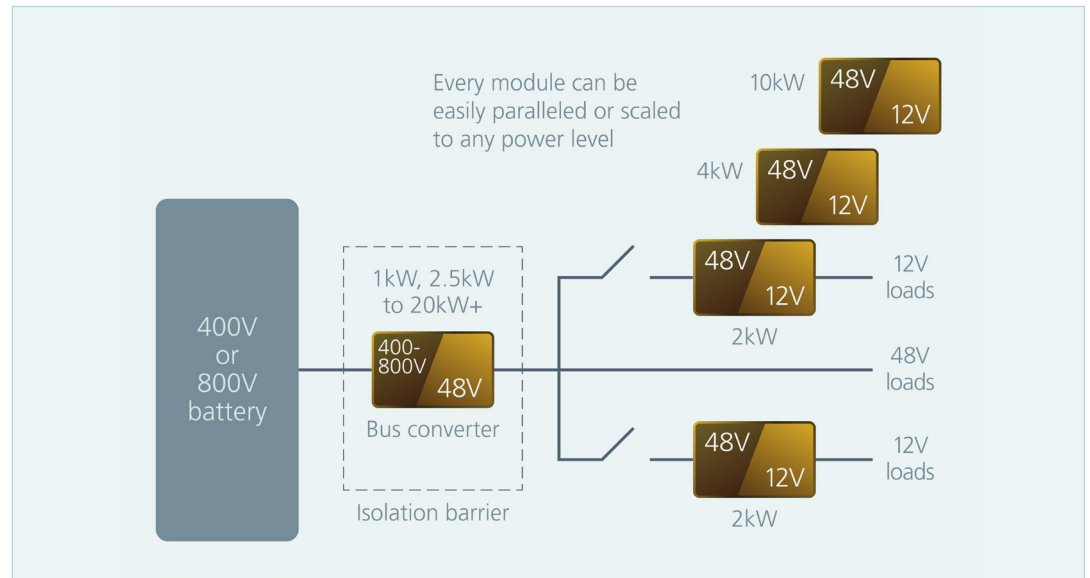 Every module can be
easily paralleled or scaled
to any power level
10kW
48V
12V
4kW
48V
12V
400V
or
800V
battery
1kW, 2.5kW
to 20kW+
400-
800V
48V
Bus converter
Isolation barrier
48V
12V
2kW
12V
loads
48V
loads
48V
12V
2kW
12V
loads